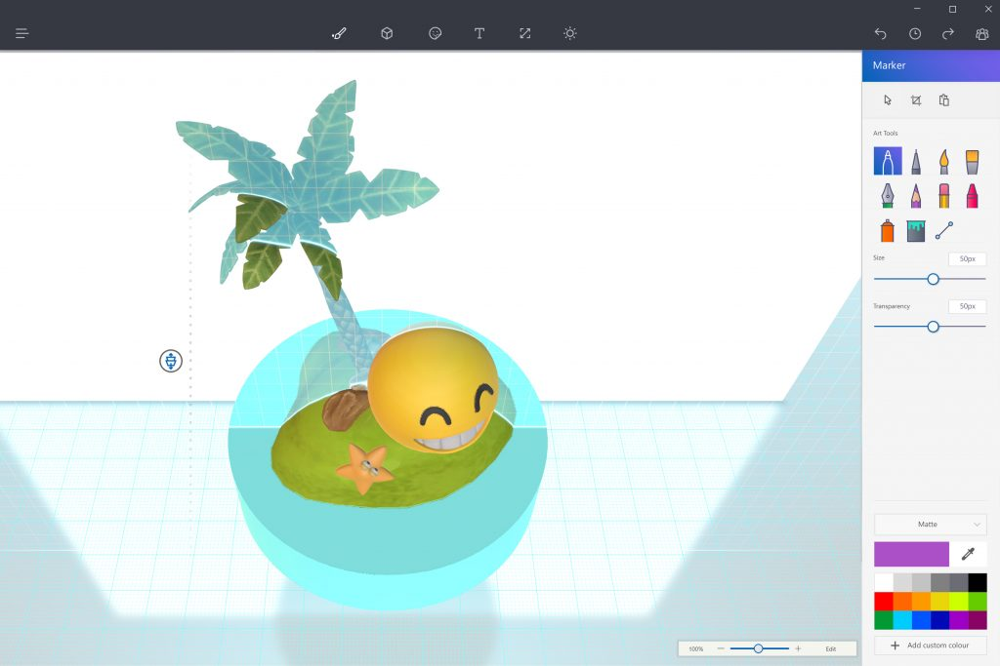 Marker
Art Tools
Size
50px
Transparency
50px
Matte
Add custom colour
100%
Edit